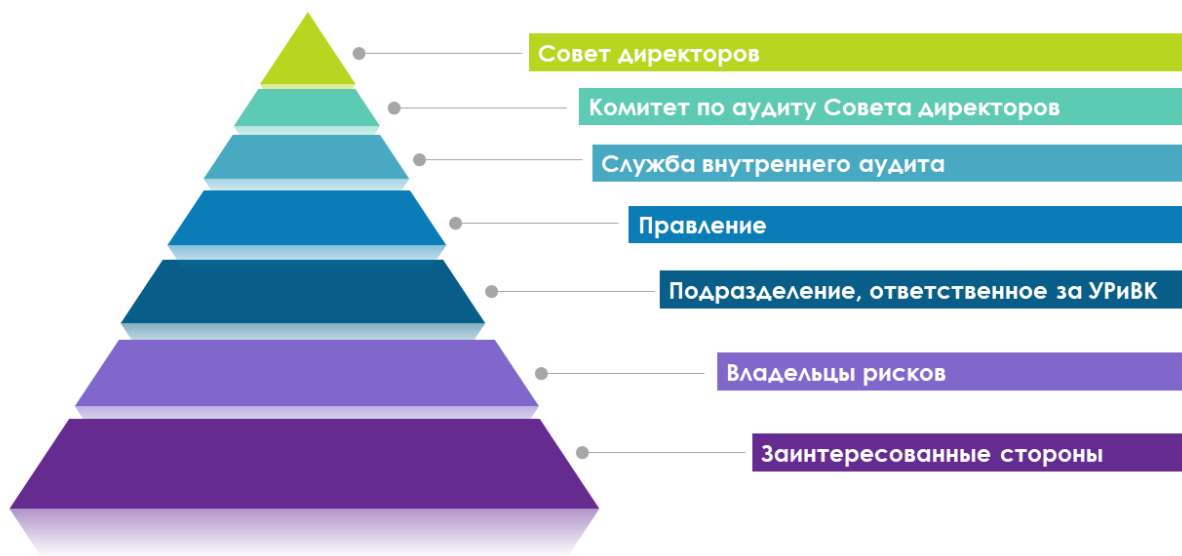 Совет директоров
Комитет по аудиту Совета директоров
Служба внутреннего аудита
Правление
Подразделение, ответственное за УРиВК
Владельцы рисков
Заинтересованные стороны